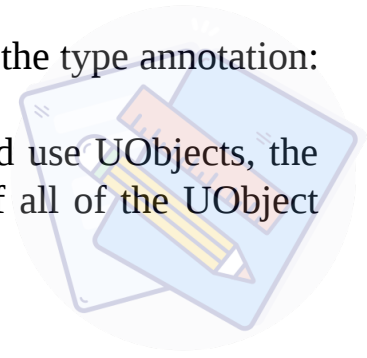 the type annotation:
d use UObjects, the
f all of the UObject